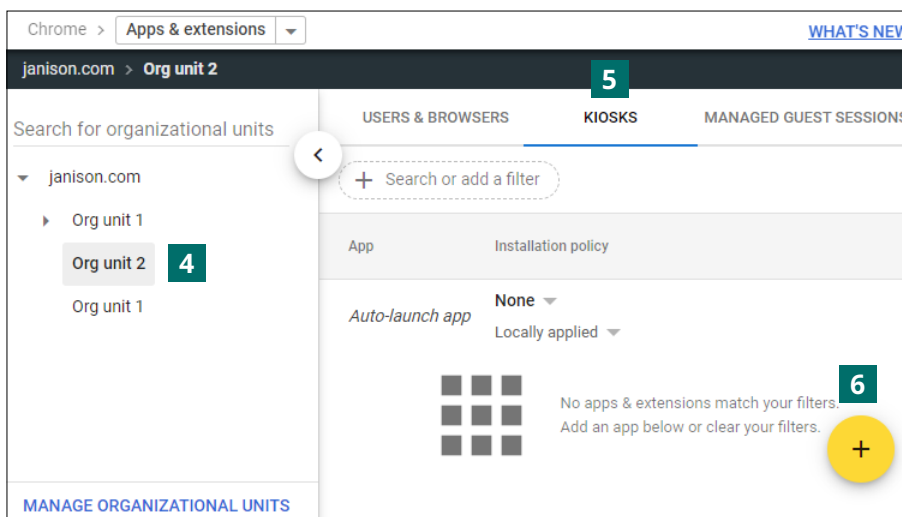 Chrome > Apps & extensions
WHAT'S NEW
janison.com > Org unit 2
5
Search for organizational units
janison.com
Org unit 1
Org unit 2
4
Org unit 1
MANAGE ORGANIZATIONAL UNITS
USERS & BROWSERS
KIOSKS
MANAGED GUEST SESSIONS
+ Search or add a filter
App
Installation policy
Auto-launch app
None
Locally applied
6
No apps & extensions match your filters.
Add an app below or clear your filters.
+